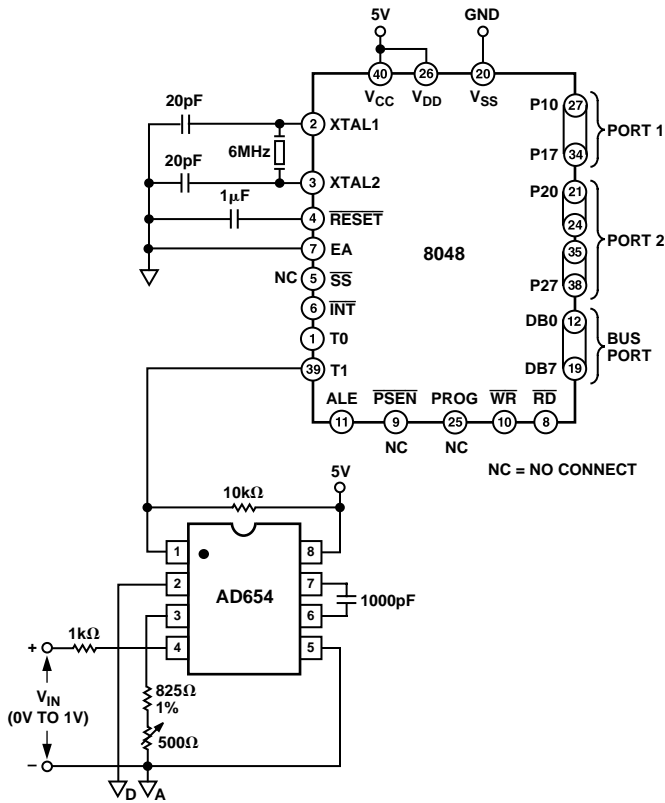 5V GND
40 26 20
VCC VDD VSS
20pF 2 XTAL1 P10 27 PORT 1
6MHz
20pF 3 XTAL2 P17 34
1μF 4 RESET P20 21
24 PORT 2
7 EA 8048 35
NC 5 SS P27 38
6 INT DB0 12
1 T0 BUS PORT
39 T1 DB7 19
ALE PSEN PROG WR RD
11 9 25 10 8
NC NC
NC = NO CONNECT
5V
10kΩ
1 8
2 AD654 7
1000pF
3 6
1kΩ
+ 4 5
VIN
(0V TO 1V)
825Ω
1%
500Ω
–
D A